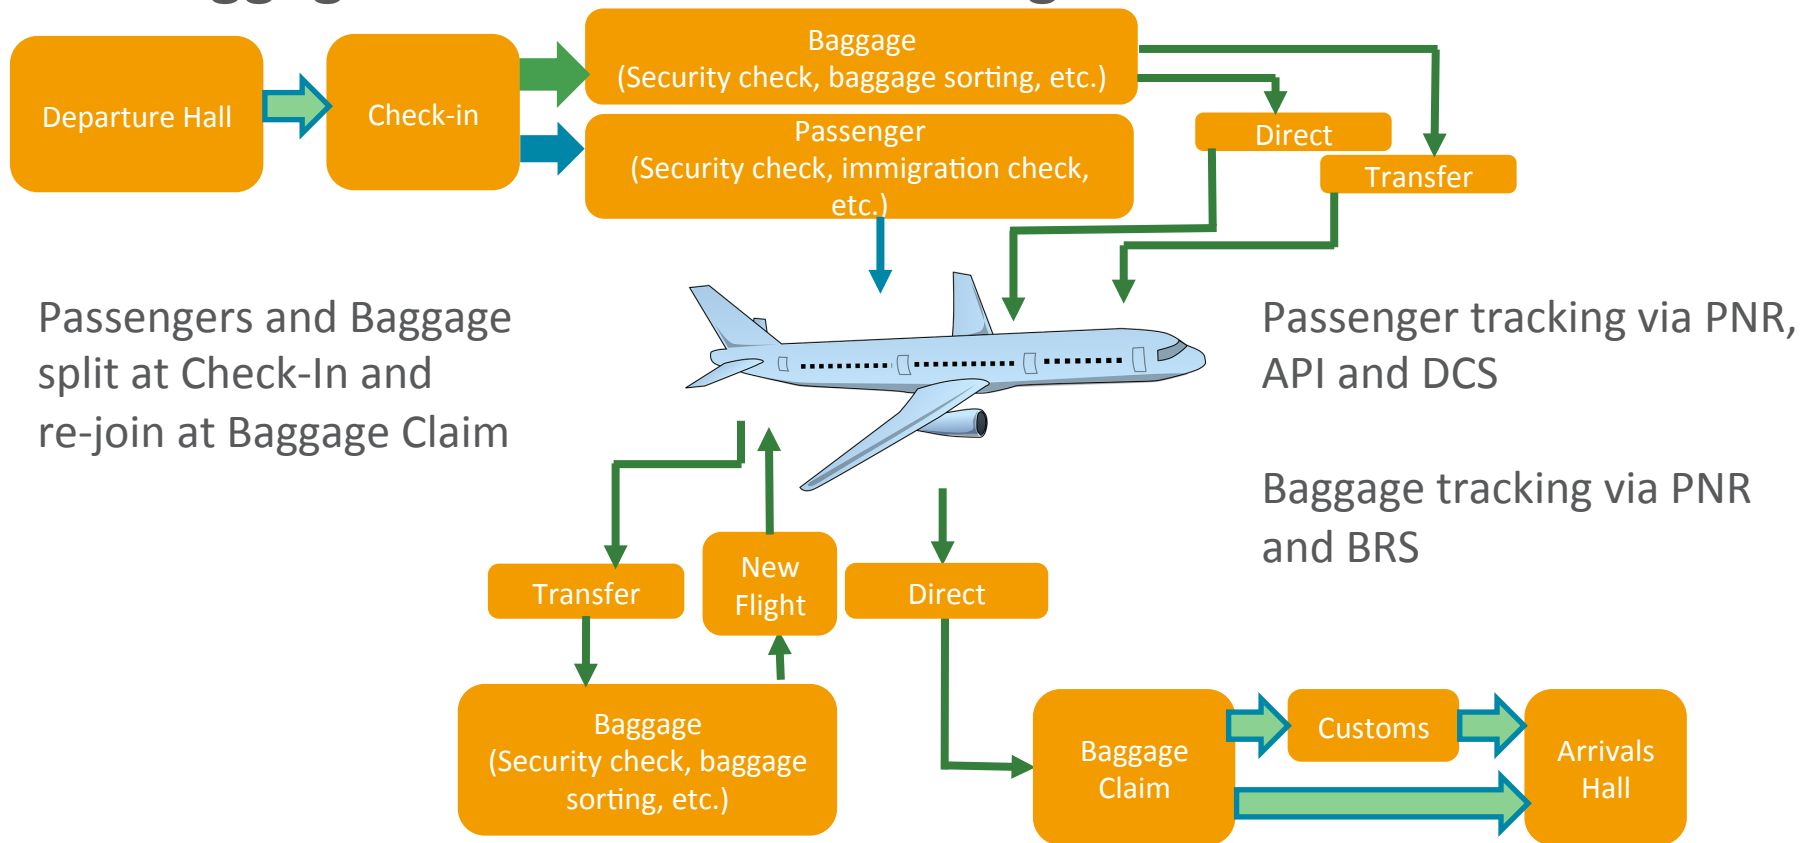 Departure Hall
Check-in
Baggage
(Security check, baggage sorting, etc.)
Passenger
(Security check, immigration check,
etc.)
Direct
Transfer
Passengers and Baggage
split at Check-In and
re-join at Baggage Claim
Passenger tracking via PNR,
API and DCS
Baggage tracking via PNR
and BRS
Transfer
New
Flight
Direct
Baggage
(Security check, baggage
sorting, etc.)
Baggage
Claim
Customs
Arrivals
Hall